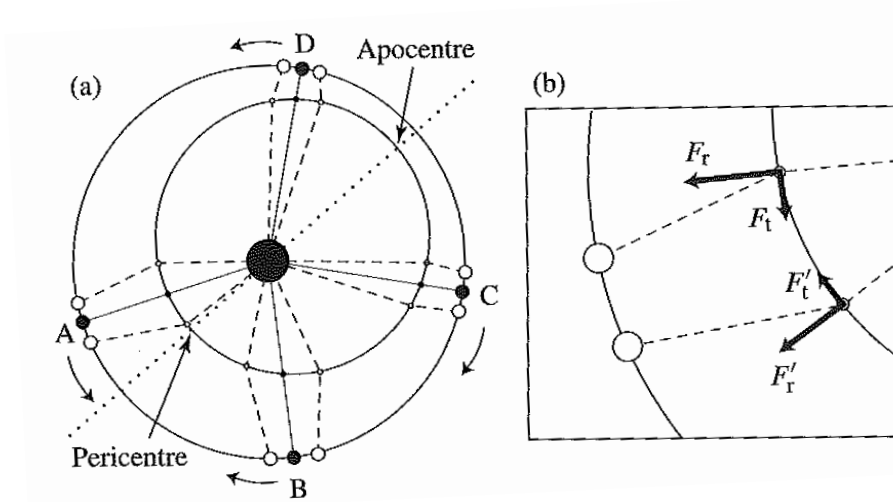 D
Apocentre
(a)
(b)
F_r
F_t
F'_t
A
C
F'_r
Pericentre
B